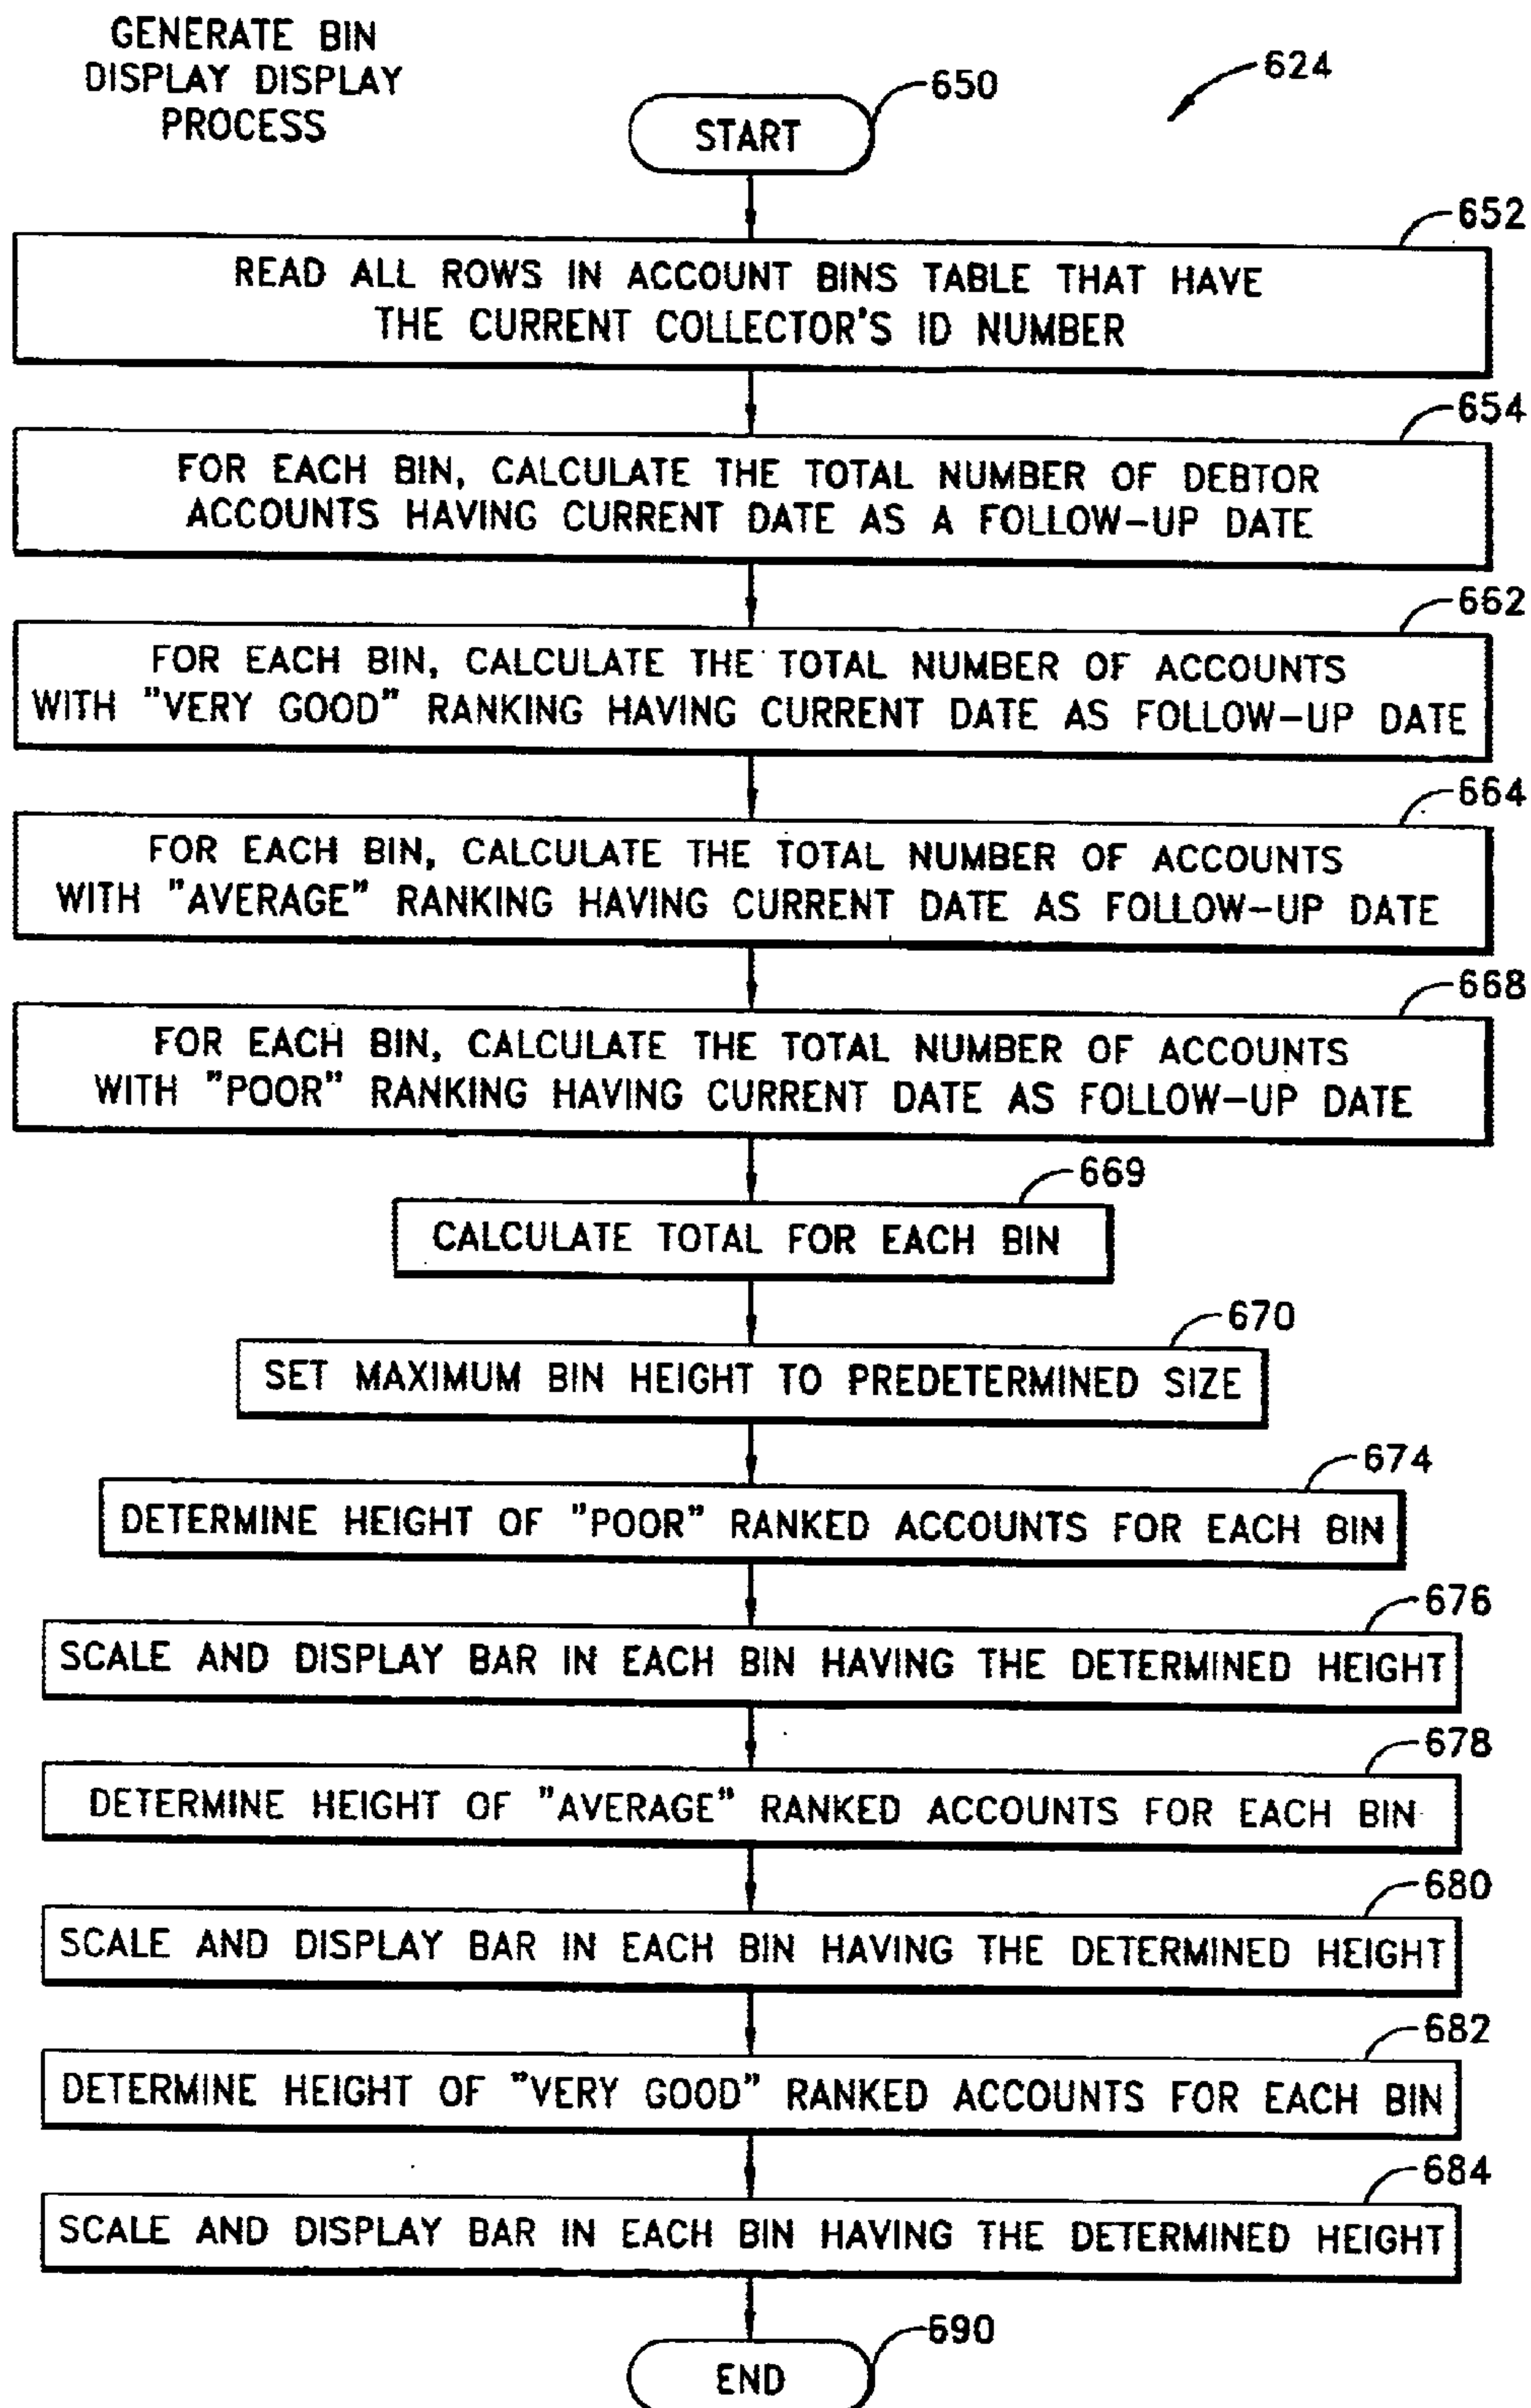 GENERATE BIN
DISPLAY DISPLAY
PROCESS
624
START
650
652
READ ALL ROWS IN ACCOUNT BINS TABLE THAT HAVE
THE CURRENT COLLECTOR'S ID NUMBER
654
FOR EACH BIN, CALCULATE THE TOTAL NUMBER OF DEBTOR
ACCOUNTS HAVING CURRENT DATE AS A FOLLOW-UP DATE
662
FOR EACH BIN, CALCULATE THE TOTAL NUMBER OF ACCOUNTS
WITH "VERY GOOD" RANKING HAVING CURRENT DATE AS FOLLOW-UP DATE
664
FOR EACH BIN, CALCULATE THE TOTAL NUMBER OF ACCOUNTS
WITH "AVERAGE" RANKING HAVING CURRENT DATE AS FOLLOW-UP DATE
668
FOR EACH BIN, CALCULATE THE TOTAL NUMBER OF ACCOUNTS
WITH "POOR" RANKING HAVING CURRENT DATE AS FOLLOW-UP DATE
669
CALCULATE TOTAL FOR EACH BIN
670
SET MAXIMUM BIN HEIGHT TO PREDETERMINED SIZE
674
DETERMINE HEIGHT OF "POOR" RANKED ACCOUNTS FOR EACH BIN
676
SCALE AND DISPLAY BAR IN EACH BIN HAVING THE DETERMINED HEIGHT
678
DETERMINE HEIGHT OF "AVERAGE" RANKED ACCOUNTS FOR EACH BIN
680
SCALE AND DISPLAY BAR IN EACH BIN HAVING THE DETERMINED HEIGHT
682
DETERMINE HEIGHT OF "VERY GOOD" RANKED ACCOUNTS FOR EACH BIN
684
SCALE AND DISPLAY BAR IN EACH BIN HAVING THE DETERMINED HEIGHT
690
END